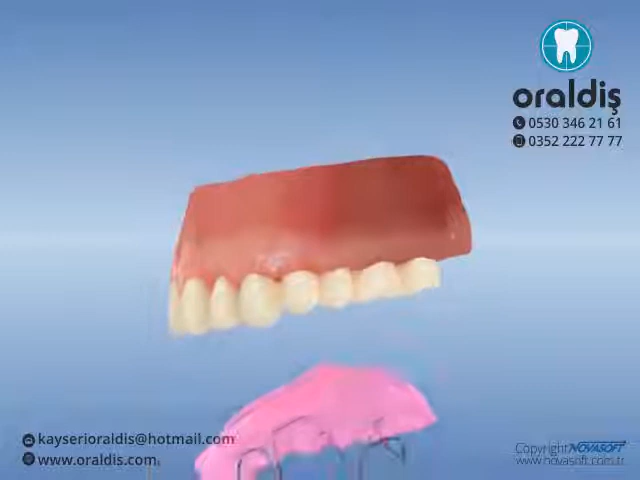 oraldiş
0530 346 21 61
0352 222 77 77
kayserioraldis@hotmail.com
www.oraldis.com
Copyright NOVASOFT
www.novasoft.com.tr